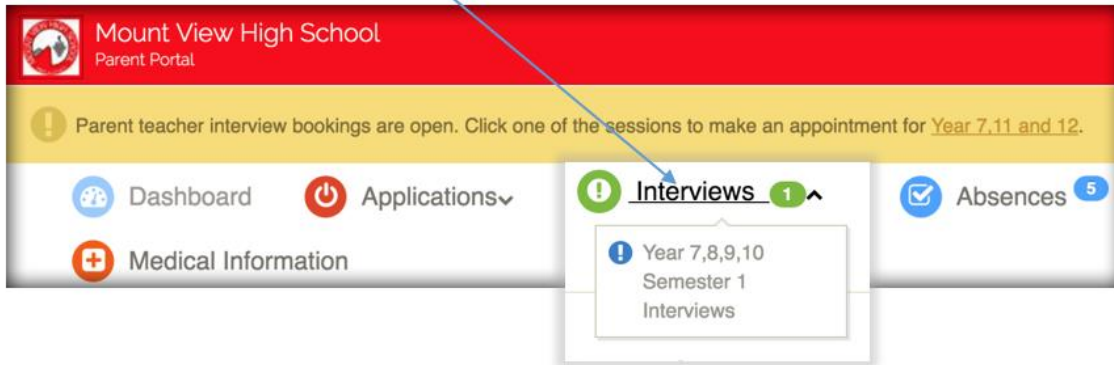 Mount View High School
Parent Portal
Parent teacher interview bookings are open. Click one of the sessions to make an appointment for Year 7,11 and 12.
Dashboard Applications Interviews 1 Absences 5
Medical Information
Year 7,8,9,10
Semester 1
Interviews